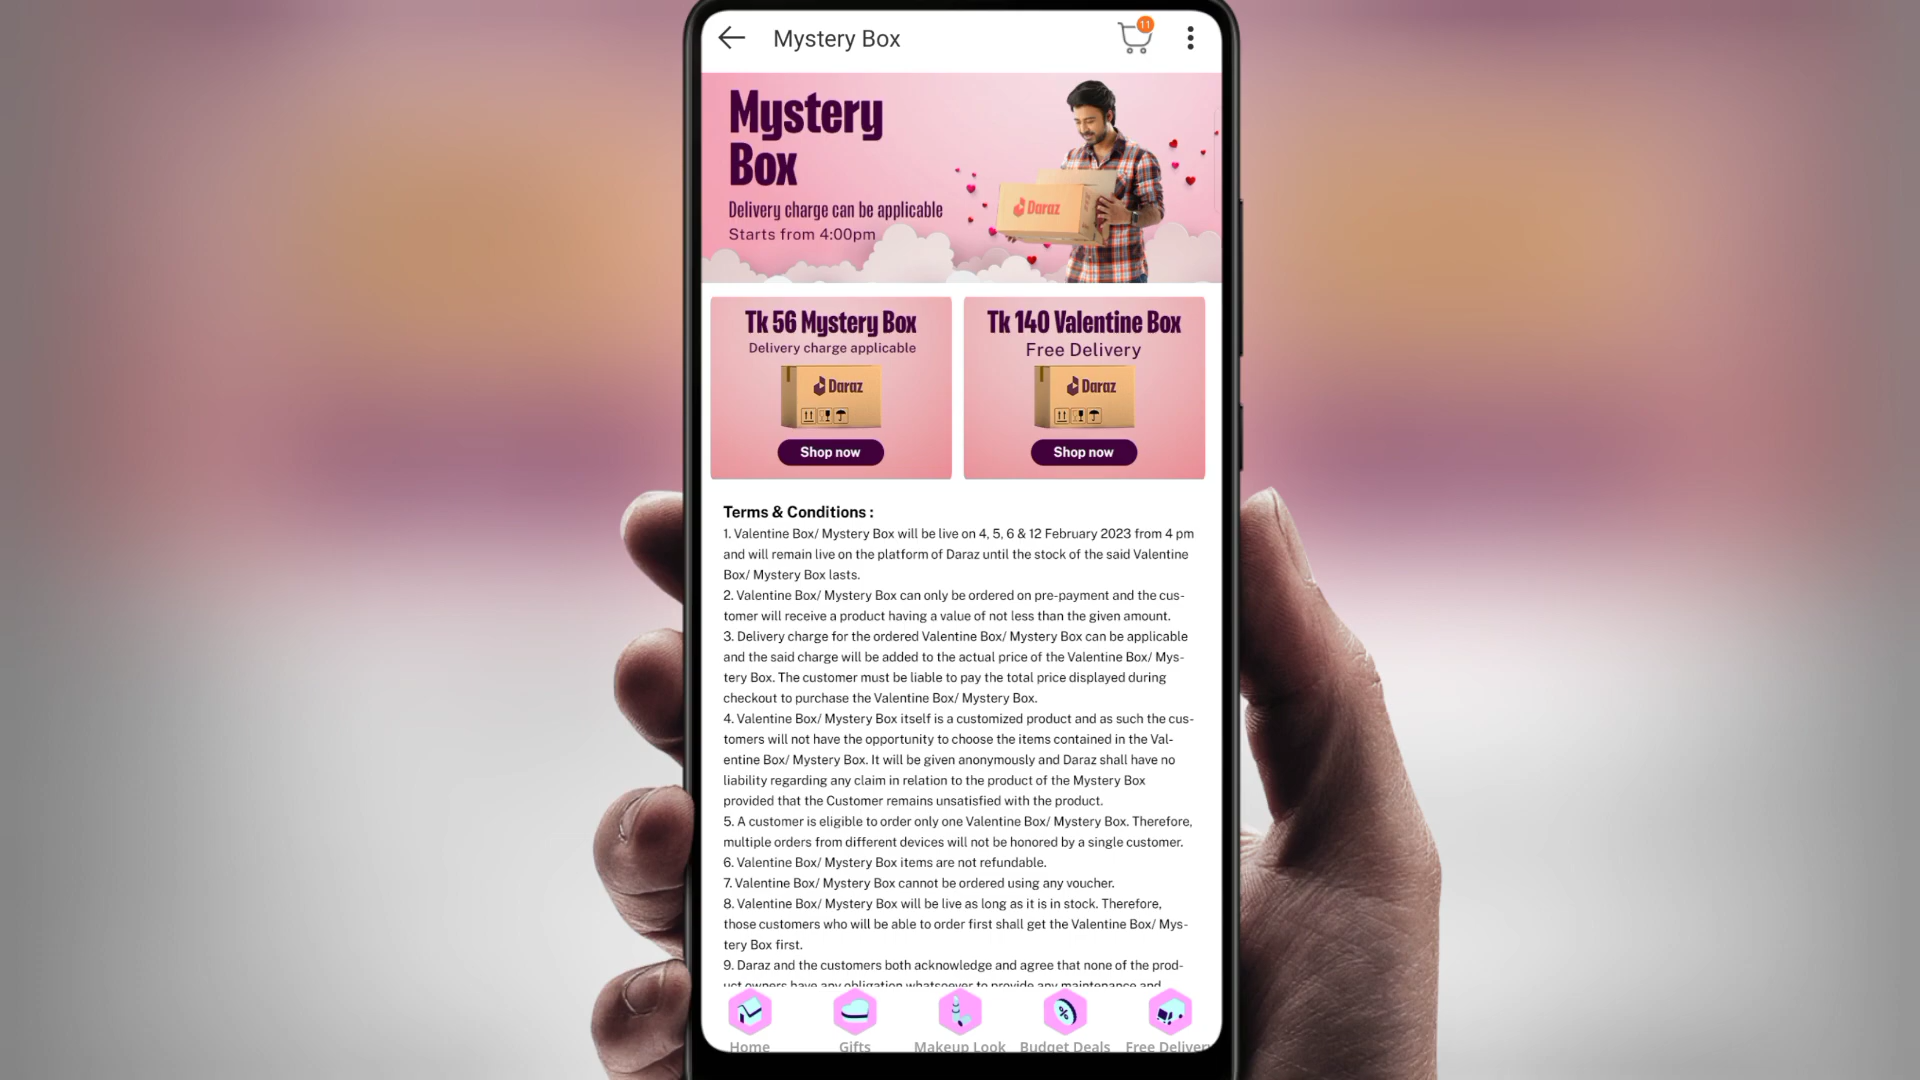 Mystery Box
11
Mystery
Box
Delivery charge can be applicable
Starts from 4:00pm
Daraz
Tk 56 Mystery Box
Delivery charge applicable
Daraz
Shop now
Tk 140 Valentine Box
Free Delivery
Daraz
Shop now
Terms & Conditions :
1. Valentine Box/ Mystery Box will be live on 4, 5, 6 & 12 February 2023 from 4 pm
and will remain live on the platform of Daraz until the stock of the said Valentine
Box/ Mystery Box lasts.
2. Valentine Box/ Mystery Box can only be ordered on pre-payment and the cus-
tomer will receive a product having a value of not less than the given amount.
3. Delivery charge for the ordered Valentine Box/ Mystery Box can be applicable
and the said charge will be added to the actual price of the Valentine Box/ Mys-
tery Box. The customer must be liable to pay the total price displayed during
checkout to purchase the Valentine Box/ Mystery Box.
4. Valentine Box/ Mystery Box itself is a customized product and as such the cus-
tomers will not have the opportunity to choose the items contained in the Val-
entine Box/ Mystery Box. It will be given anonymously and Daraz shall have no
liability regarding any claim in relation to the product of the Mystery Box
provided that the Customer remains unsatisfied with the product.
5. A customer is eligible to order only one Valentine Box/ Mystery Box. Therefore,
multiple orders from different devices will not be honored by a single customer.
6. Valentine Box/ Mystery Box items are not refundable.
7. Valentine Box/ Mystery Box cannot be ordered using any voucher.
8. Valentine Box/ Mystery Box will be live as long as it is in stock. Therefore,
those customers who will be able to order first shall get the Valentine Box/ Mys-
tery Box first.
9. Daraz and the customers both acknowledge and agree that none of the prod-
uct owners have any obligation whatsoever to provide any maintenance and
Home
Gifts
Makeup Look
Budget Deals
Free Delivery